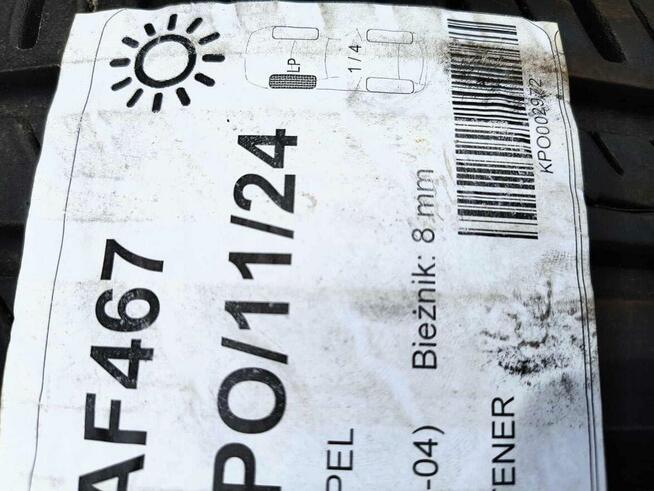 LP
1 / 4
AF467
PO/11/24
PEL
-04) Bieżnik: 8 mm
TENER
KPO002972